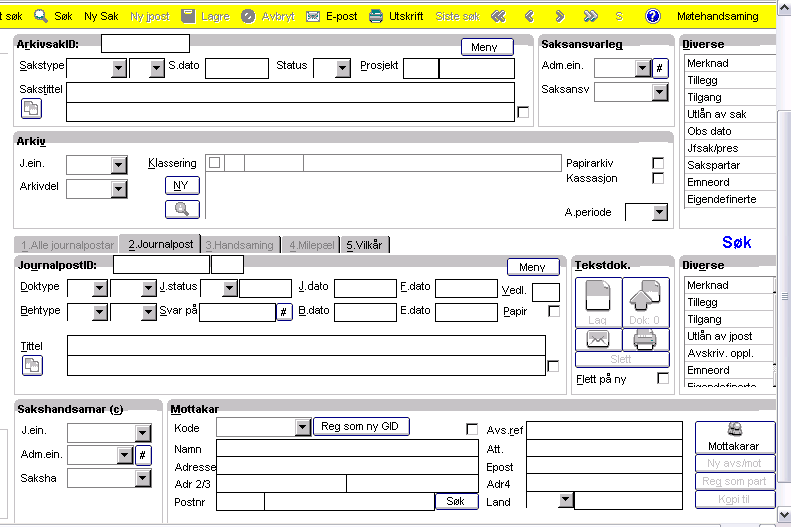 t søk Søk Ny Sak Ny jpost Lagre Avbryt E-post Utskrift Siste søk S Møtehandsaming
ArkivsakID: Meny
Sakstype S.dato Status Prosjekt
Sakstittel
Saksansvarleg
Adm.ein. #
Saksansv
Diverse
Merknad
Tillegg
Tilgang
Utlån av sak
Obs dato
Jfsak/pres
Sakspartar
Emneord
Eigendefinerte
Arkiv
J.ein. Klassering Papirarkiv
Kassasjon
Arkivdel NY
A.periode
1.Alle journalpostar 2.Journalpost 3.Handsaming 4.Milepæl 5.Vilkår Søk
JournalpostID: Meny
Doktype J.status J.dato F.dato Vedl.
Behtype Svar på # B.dato E.dato Papir
Tittel
Tekstdok.
Lag Dok: 0
Slett
Flett på ny
Diverse
Merknad
Tillegg
Tilgang
Utlån av jpost
Avskriv. oppl.
Emneord
Eigendefinerte
Sakshandsamar (c)
J.ein.
Adm.ein. #
Saksha
Mottakar
Kode Reg som ny GID Avs.ref
Namn Att.
Adresse Epost
Adr 2/3 Adr4
Postnr Søk Land
Mottakarar
Ny avs/mot
Reg som part
Kopi til